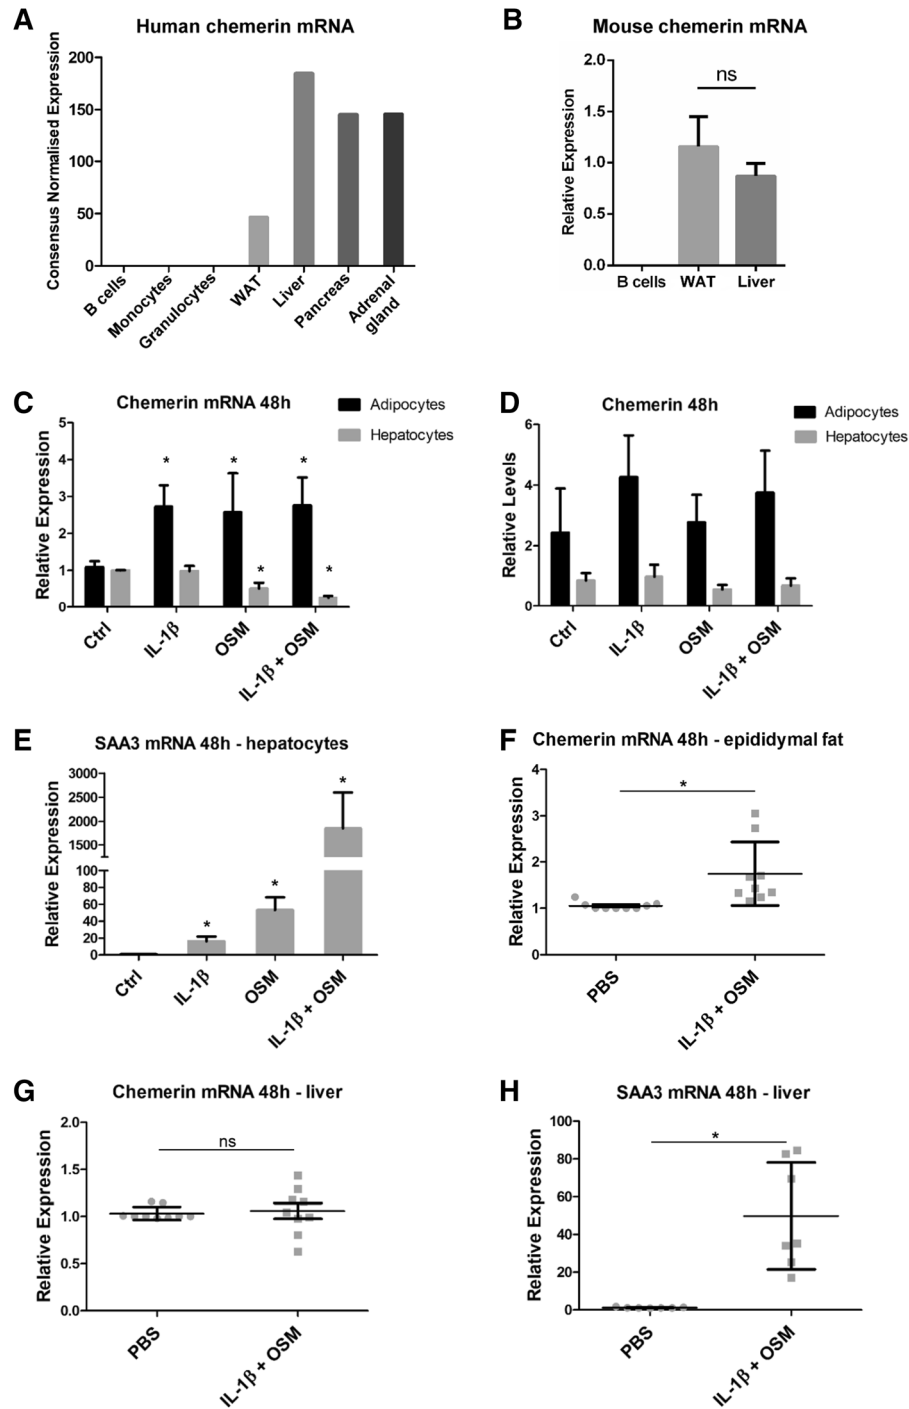 A
Human chemerin mRNA
Consensus Normalised Expression
200
150
100
50
0
B cells
Monocytes
Granulocytes
WAT
Liver
Pancreas
Adrenal
gland
B
Mouse chemerin mRNA
Relative Expression
2.0
1.5
1.0
0.5
0.0
ns
B cells
WAT
Liver
C
Chemerin mRNA 48h
Adipocytes
Hepatocytes
Relative Expression
5
4
3
2
1
0
* * *
* *
Ctrl
IL-1β
OSM
IL-1β + OSM
D
Chemerin 48h
Adipocytes
Hepatocytes
Relative Levels
6
4
2
0
Ctrl
IL-1β
OSM
IL-1β + OSM
E
SAA3 mRNA 48h - hepatocytes
Relative Expression
3000
2500
2000
1500
100
80
60
40
20
0
*
*
*
Ctrl
IL-1β
OSM
IL-1β + OSM
F
Chemerin mRNA 48h - epididymal fat
Relative Expression
4
3
2
1
0
*
PBS
IL-1β + OSM
G
Chemerin mRNA 48h - liver
Relative Expression
2.0
1.5
1.0
0.5
0.0
ns
PBS
IL-1β + OSM
H
SAA3 mRNA 48h - liver
Relative Expression
100
80
60
40
20
0
*
PBS
IL-1β + OSM